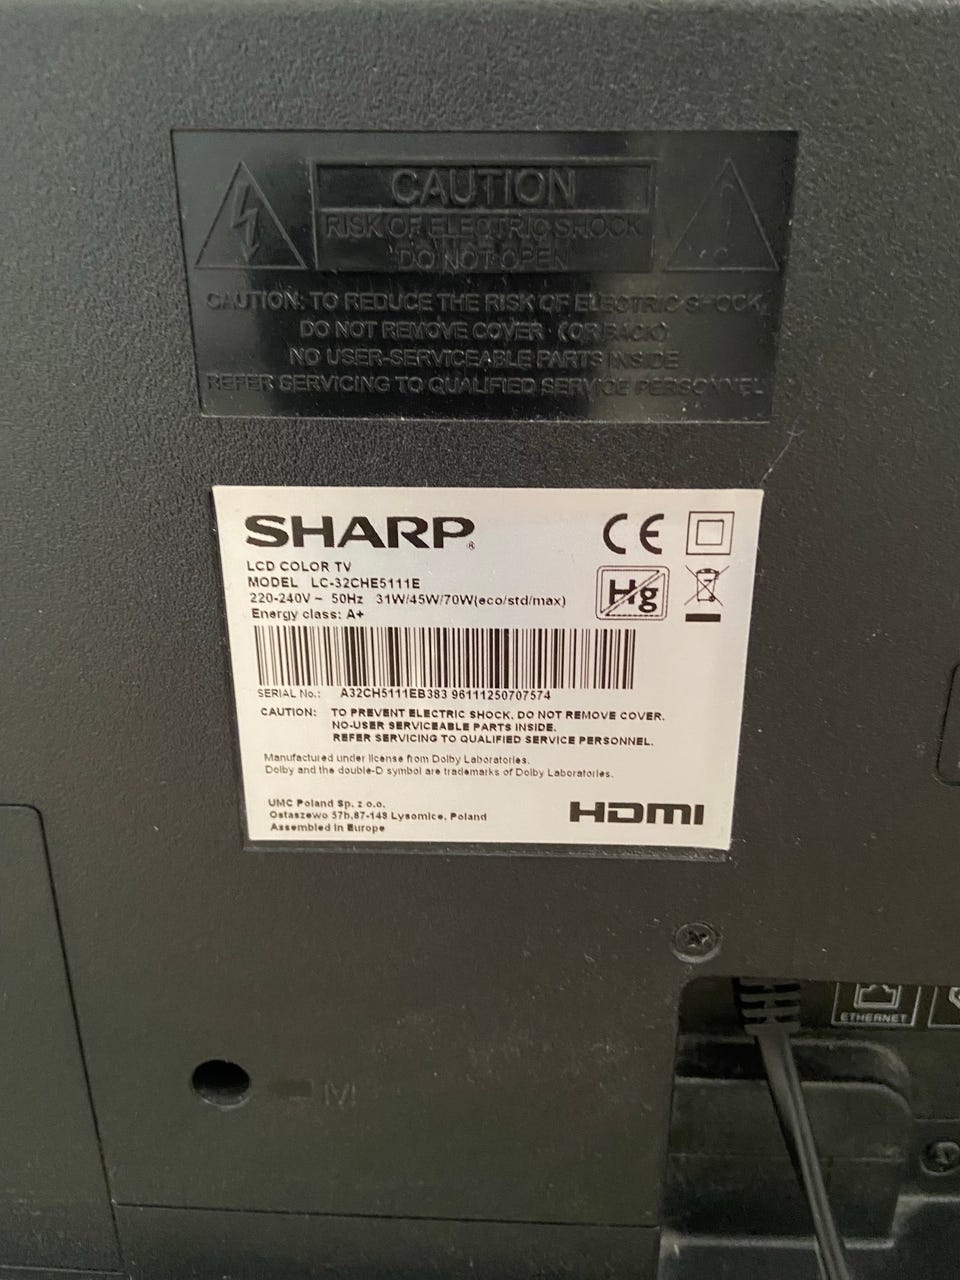 CAUTION
RISK OF ELECTRIC SHOCK
DO NOT OPEN
CAUTION: TO REDUCE THE RISK OF ELECTRIC SHOCK,
DO NOT REMOVE COVER (OR BACK)
NO USER-SERVICEABLE PARTS INSIDE
REFER SERVICING TO QUALIFIED SERVICE PERSONNEL
SHARP®
CE
LCD COLOR TV
MODEL LC-32CHE5111E
220-240V ~ 50Hz 31W/45W/70W(eco/std/max)
Energy class: A+
Hg
SERIAL No.: A32CH5111EB383 96111250707574
CAUTION: TO PREVENT ELECTRIC SHOCK, DO NOT REMOVE COVER.
NO-USER SERVICEABLE PARTS INSIDE.
REFER SERVICING TO QUALIFIED SERVICE PERSONNEL.
Manufactured under license from Dolby Laboratories.
Dolby and the double-D symbol are trademarks of Dolby Laboratories.
UMC Poland Sp. z o.o.
Ostaszewo 57b,87-148 Lysomice, Poland
Assembled in Europe
HDMI
ETHERNET